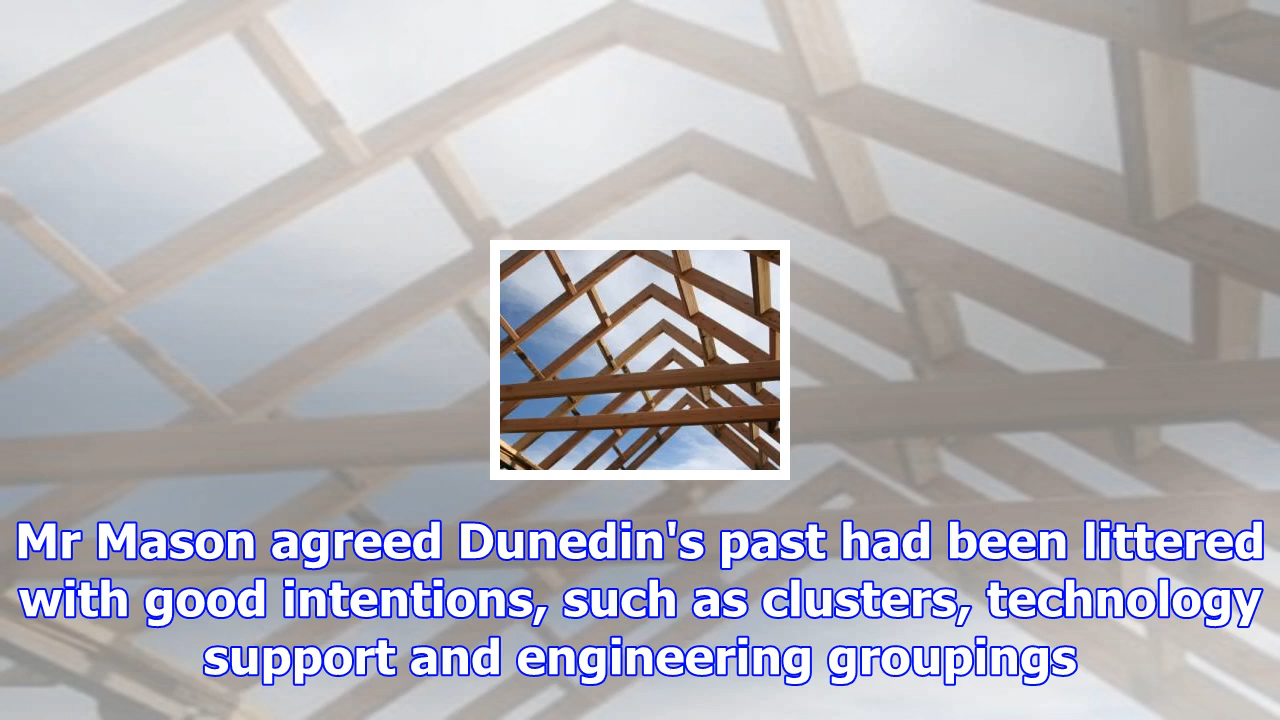 Mr Mason agreed Dunedin's past had been littered
with good intentions, such as clusters, technology
support and engineering groupings